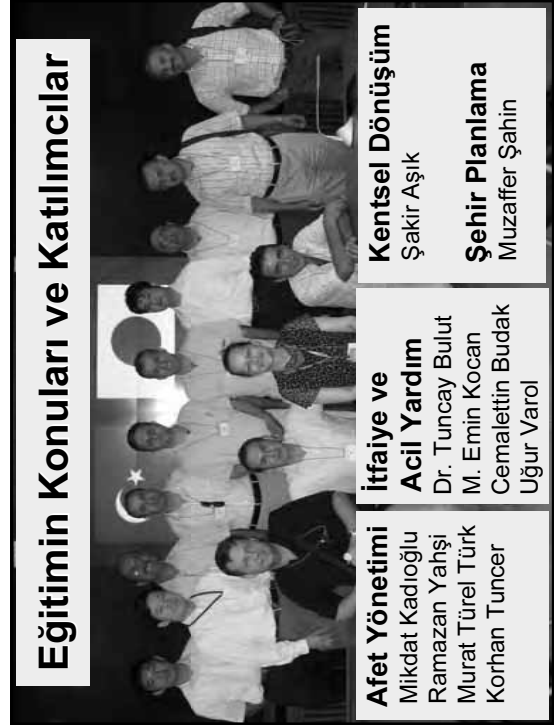 Eğitimin Konuları ve Katılımcılar
Afet Yönetimi
Mikdat Kadıoğlu
Ramazan Yahşi
Murat Türel Türk
Korhan Tuncer
İtfaiye ve
Acil Yardım
Dr. Tuncay Bulut
M. Emin Kocan
Cemalettin Budak
Uğur Varol
Kentsel Dönüşüm
Şakir Aşık
Şehir Planlama
Muzaffer Şahin